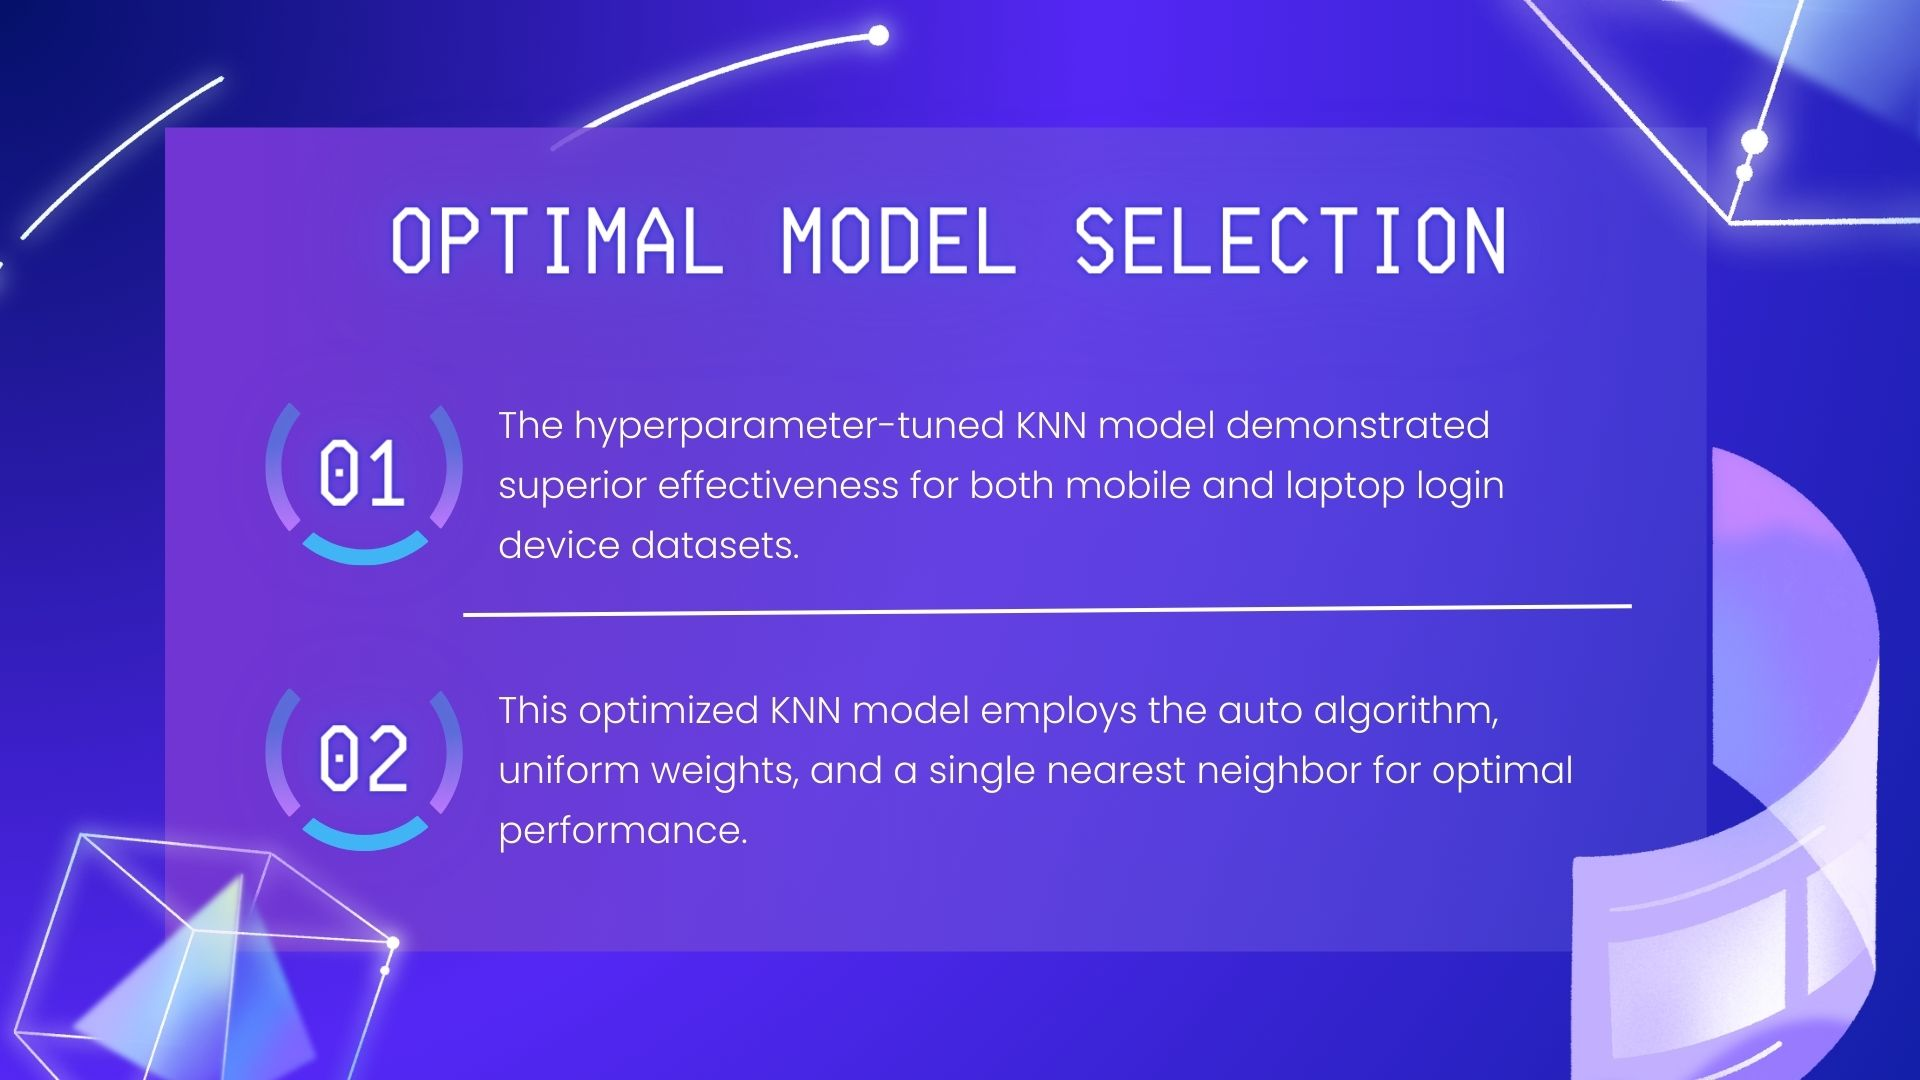 OPTIMAL MODEL SELECTION
01
The hyperparameter-tuned KNN model demonstrated
superior effectiveness for both mobile and laptop login
device datasets.
02
This optimized KNN model employs the auto algorithm,
uniform weights, and a single nearest neighbor for optimal
performance.